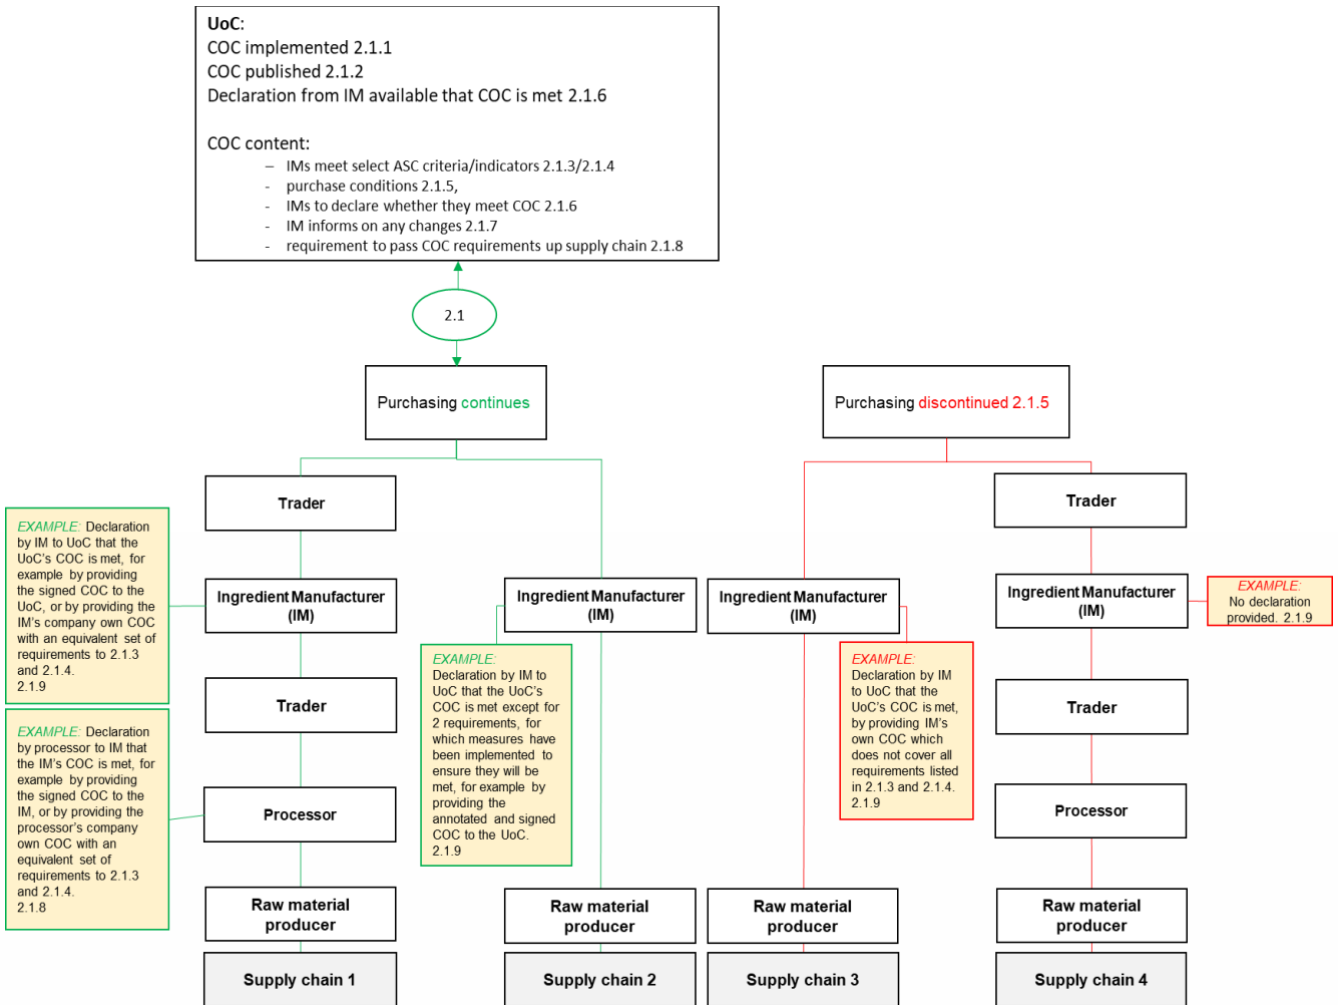 UoC:
COC implemented 2.1.1
COC published 2.1.2
Declaration from IM available that COC is met 2.1.6
COC content:
– IMs meet select ASC criteria/indicators 2.1.3/2.1.4
- purchase conditions 2.1.5,
- IMs to declare whether they meet COC 2.1.6
- IM informs on any changes 2.1.7
- requirement to pass COC requirements up supply chain 2.1.8
2.1
Purchasing continues
Purchasing discontinued 2.1.5
Trader
Ingredient Manufacturer
(IM)
Trader
Processor
Raw material
producer
Supply chain 1
EXAMPLE: Declaration
by IM to UoC that the
UoC's COC is met, for
example by providing
the signed COC to the
UoC, or by providing the
IM's company own COC
with an equivalent set of
requirements to 2.1.3
and 2.1.4.
2.1.9
EXAMPLE: Declaration
by processor to IM that
the IM's COC is met, for
example by providing
the signed COC to the
IM, or by providing the
processor's company
own COC with an
equivalent set of
requirements to 2.1.3
and 2.1.4.
2.1.8
Ingredient Manufacturer
(IM)
EXAMPLE:
Declaration by IM to
UoC that the UoC's
COC is met except for
2 requirements, for
which measures have
been implemented to
ensure they will be
met, for example by
providing the
annotated and signed
COC to the UoC.
2.1.9
Raw material
producer
Supply chain 2
Ingredient Manufacturer
(IM)
EXAMPLE:
Declaration by IM
to UoC that the
UoC's COC is met,
by providing IM's
own COC which
does not cover all
requirements listed
in 2.1.3 and 2.1.4.
2.1.9
Raw material
producer
Supply chain 3
Trader
Ingredient Manufacturer
(IM)
EXAMPLE:
No declaration
provided. 2.1.9
Trader
Processor
Raw material
producer
Supply chain 4